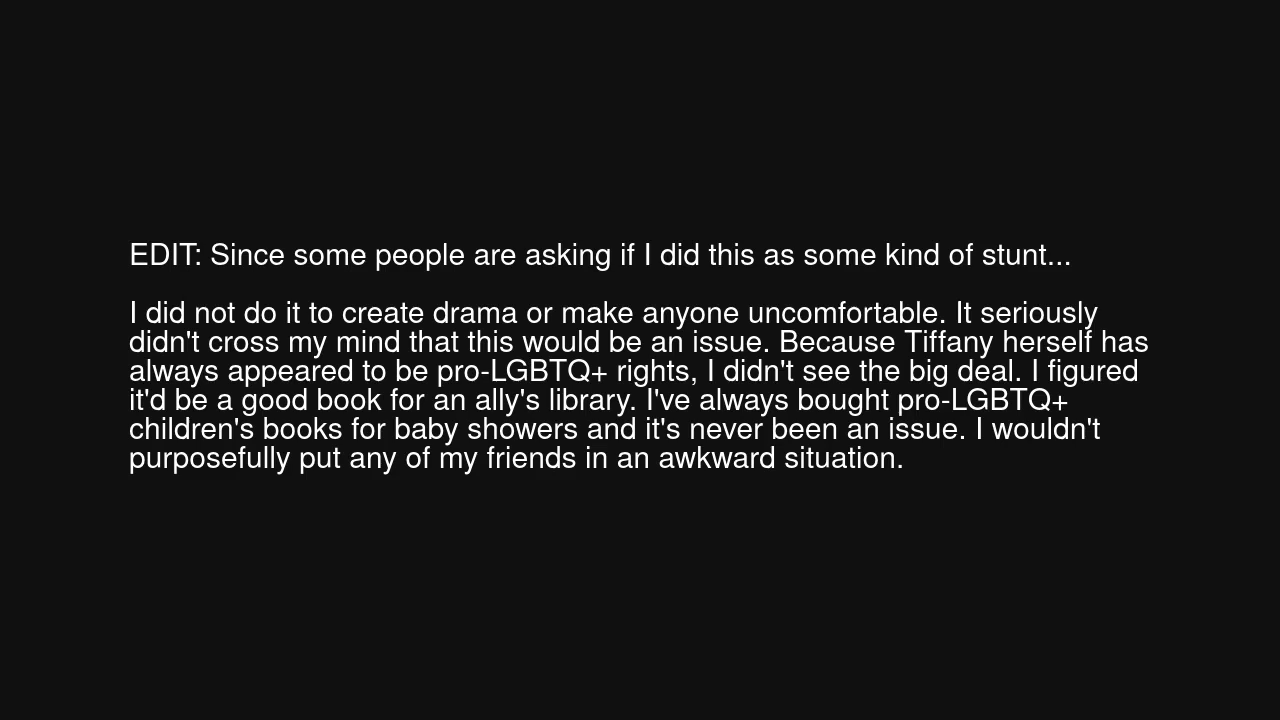 EDIT: Since some people are asking if I did this as some kind of stunt...
I did not do it to create drama or make anyone uncomfortable. It seriously
didn't cross my mind that this would be an issue. Because Tiffany herself has
always appeared to be pro-LGBTQ+ rights, I didn't see the big deal. I figured
it'd be a good book for an ally's library. I've always bought pro-LGBTQ+
children's books for baby showers and it's never been an issue. I wouldn't
purposefully put any of my friends in an awkward situation.